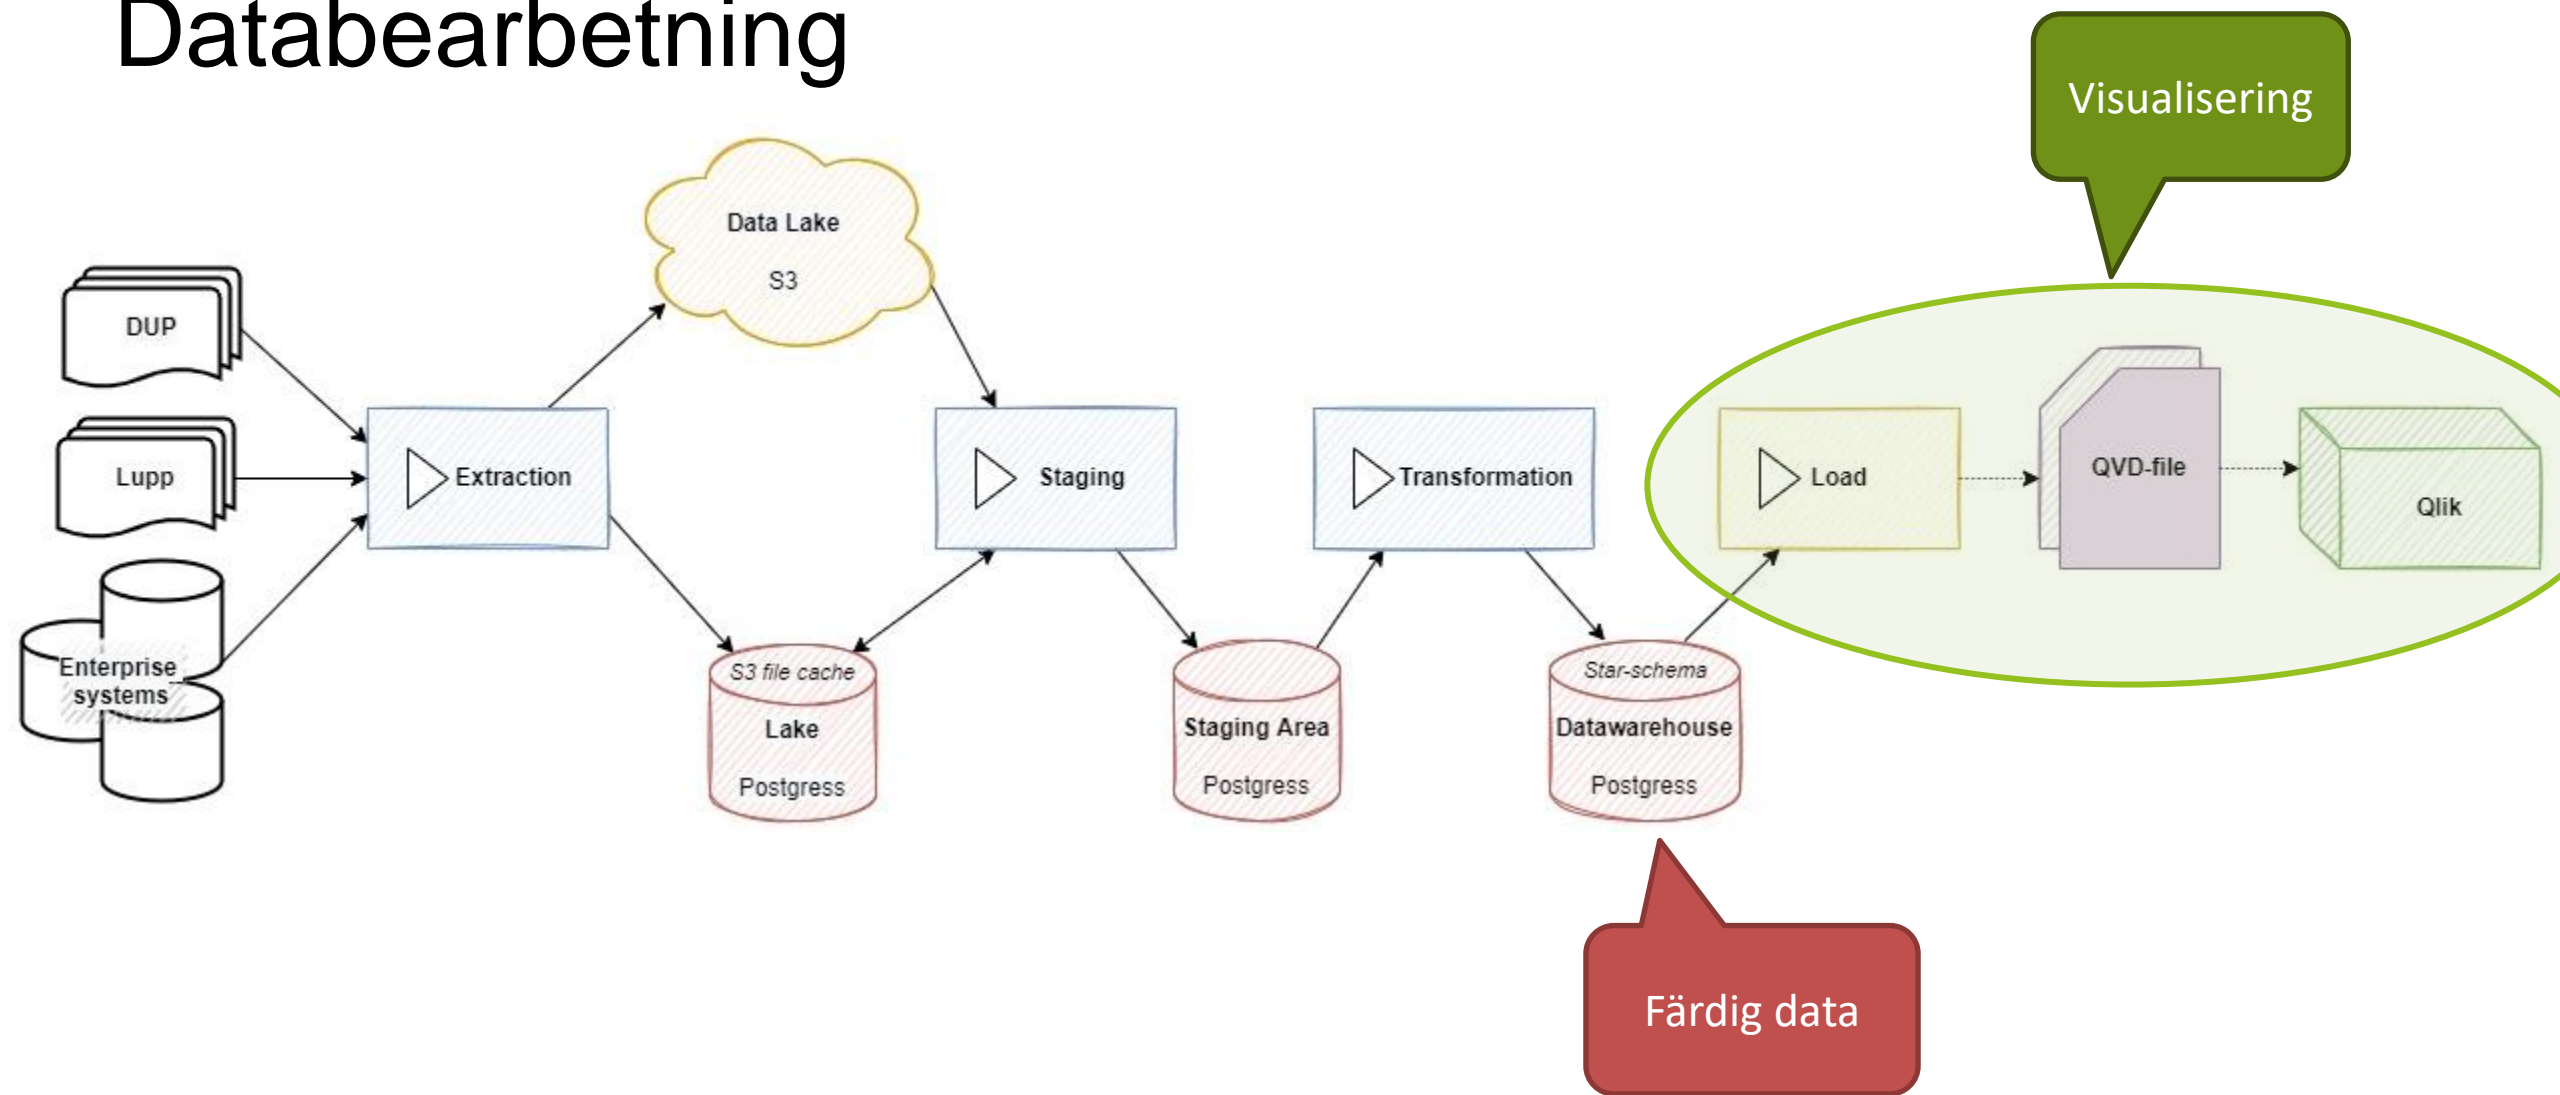 Databearbetning
Visualisering
Data Lake
S3
DUP
Lupp
Enterprise
systems
Extraction
Staging
Transformation
Load
QVD-file
Qlik
S3 file cache
Lake
Postgress
Staging Area
Postgress
Star-schema
Datawarehouse
Postgress
Färdig data